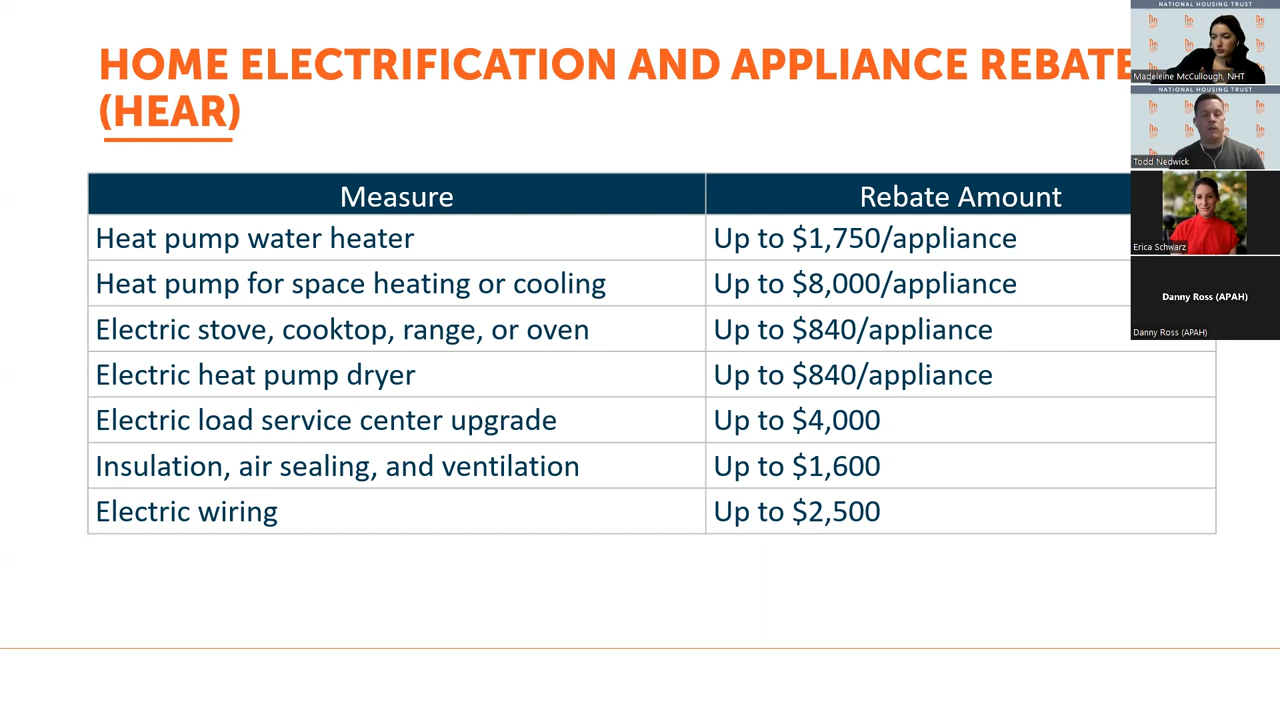 HOME ELECTRIFICATION AND APPLIANCE REBATE
(HEAR)
Measure Rebate Amount
Heat pump water heater Up to $1,750/appliance
Heat pump for space heating or cooling Up to $8,000/appliance
Electric stove, cooktop, range, or oven Up to $840/appliance
Electric heat pump dryer Up to $840/appliance
Electric load service center upgrade Up to $4,000
Insulation, air sealing, and ventilation Up to $1,600
Electric wiring Up to $2,500
NATIONAL HOUSING TRUST
Madeleine McCullough, NHT
NATIONAL HOUSING TRUST
Todd Nedwick
Erica Schwarz
Danny Ross (APAH)
Danny Ross (APAH)